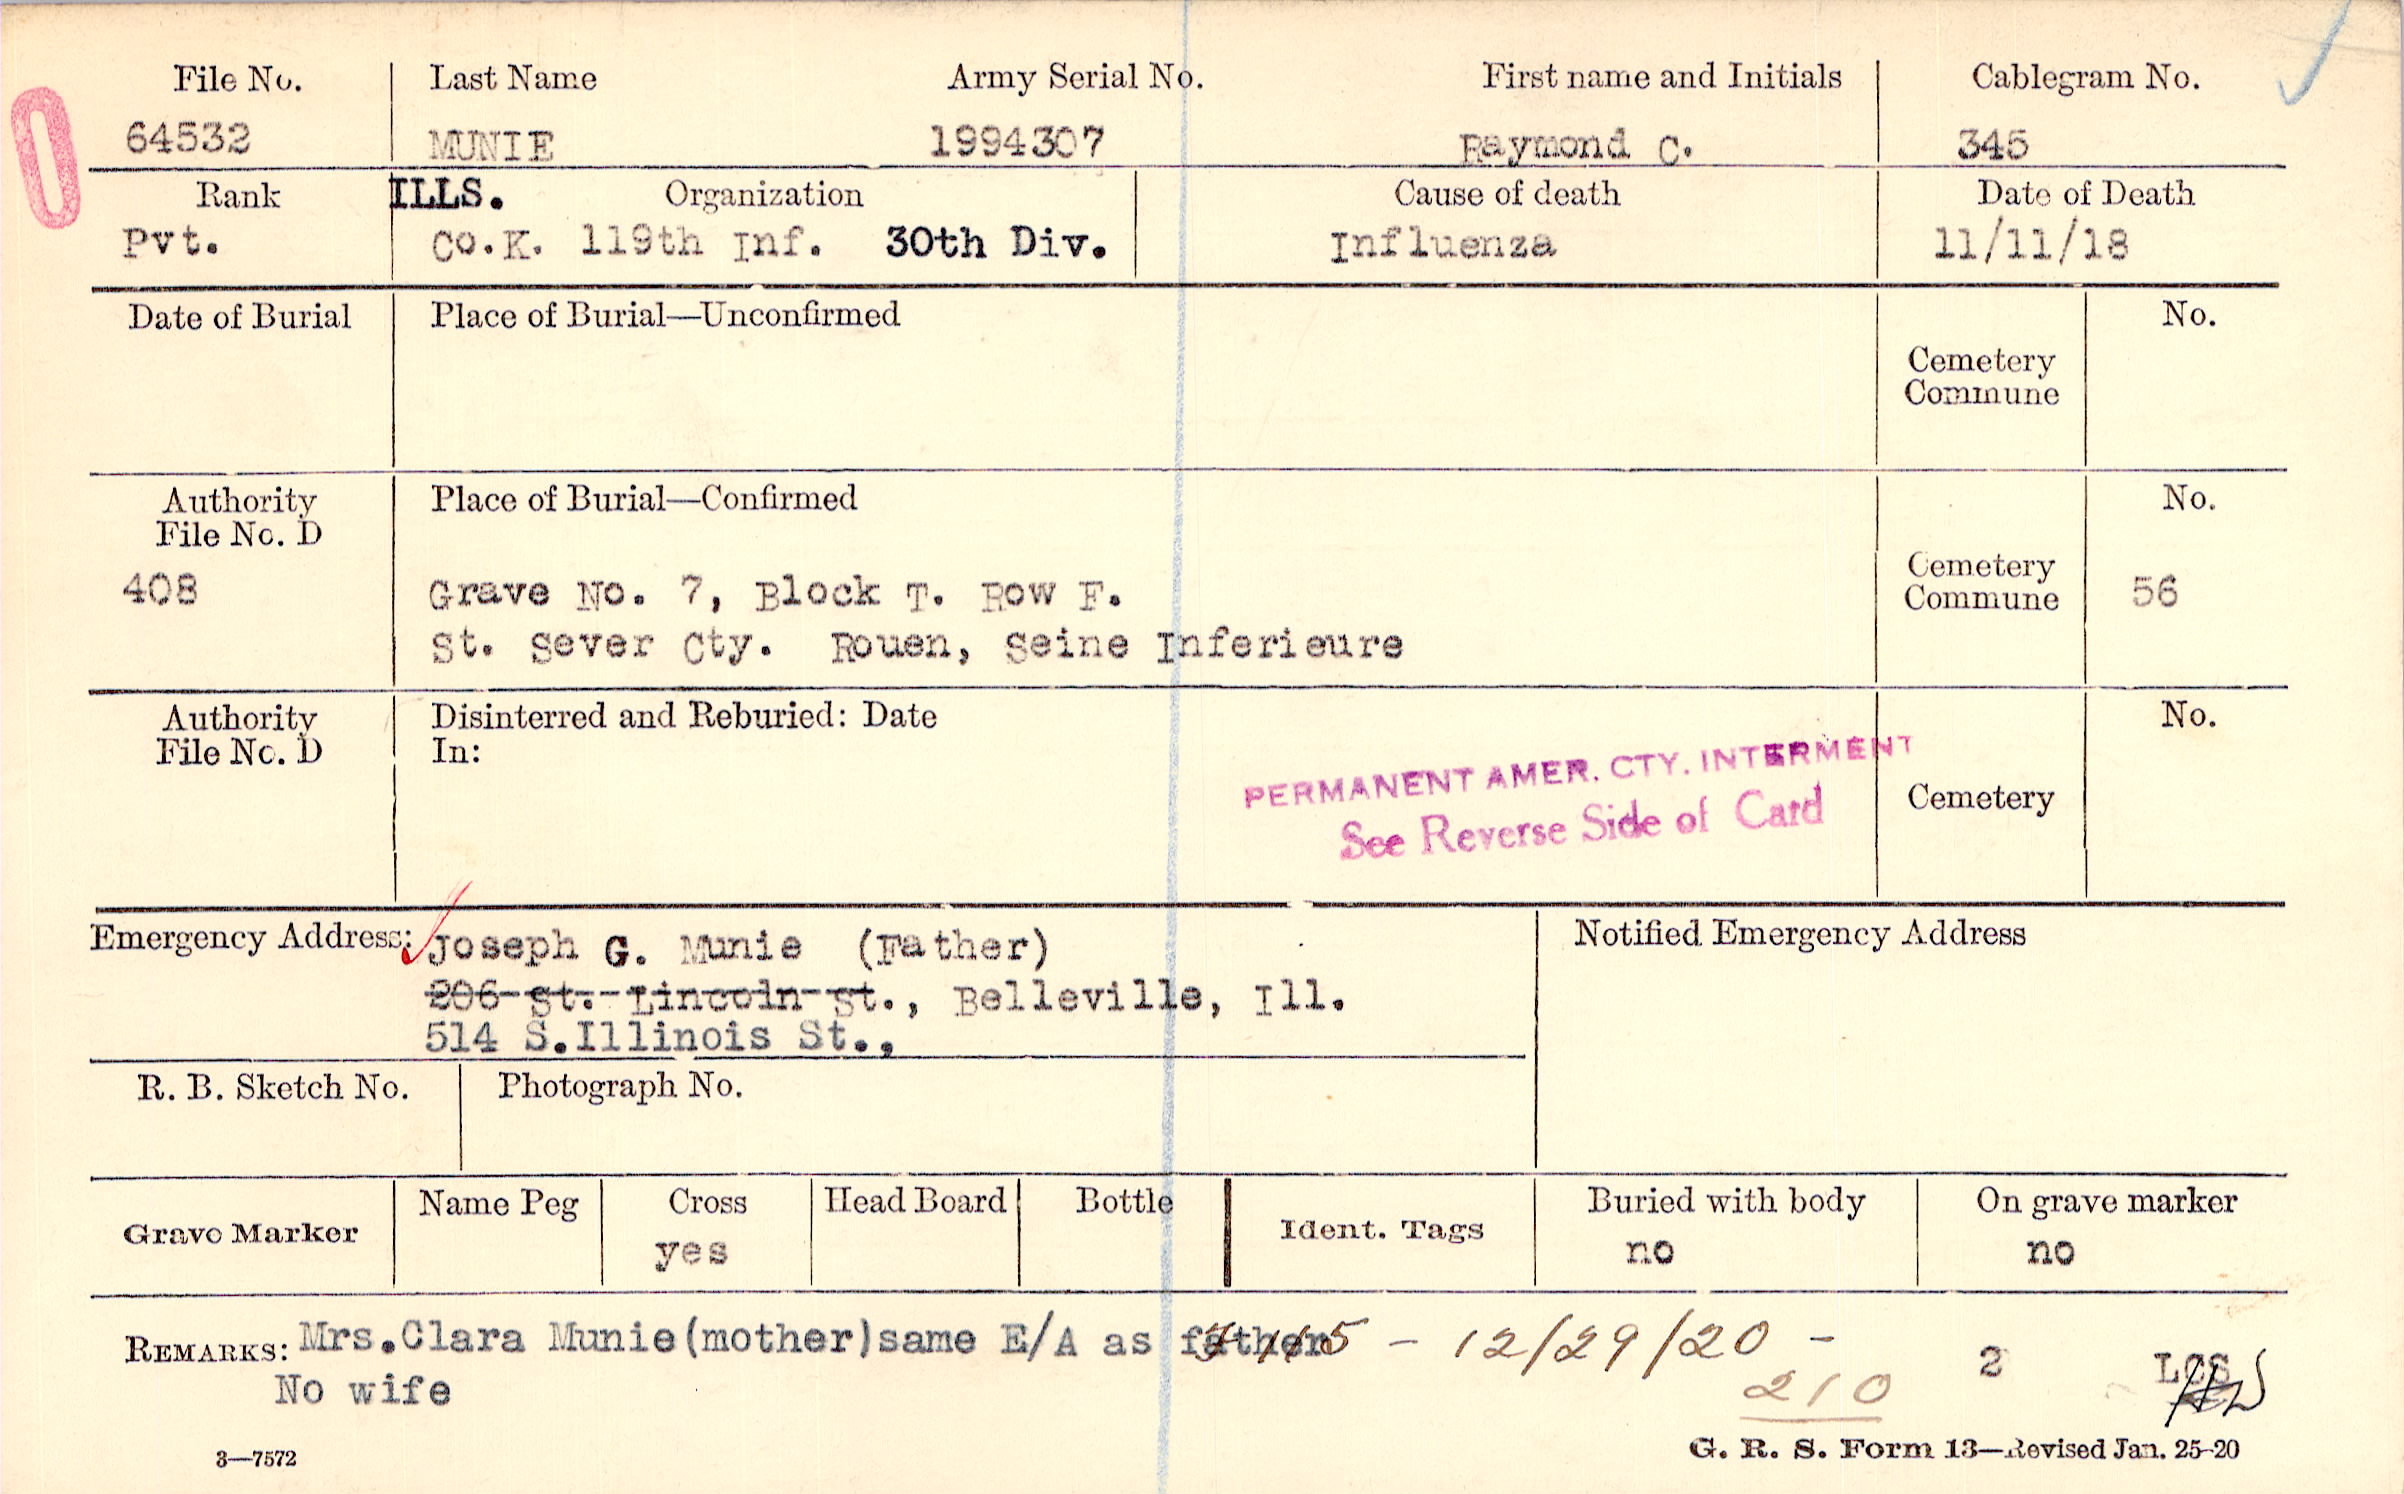 File No. Last Name Army Serial No. First name and Initials Cablegram No.
64532 MUNIE 1994307 Raymond C. 345
Rank ILLS. Organization Cause of death Date of Death
Pvt. Co.K. 119th Inf. 30th Div. Influenza 11/11/18
Date of Burial Place of Burial—Unconfirmed No.
Cemetery
Commune
Authority Place of Burial—Confirmed No.
File No. D
Cemetery
408 Grave No. 7, Block T. Row F. Commune 56
St. Sever Cty. Rouen, Seine Inferieure
Authority Disinterred and Reburied: Date No.
File No. D In:
PERMANENT AMER. CTY. INTERMENT
See Reverse Side of Card
Cemetery
Emergency Address: Joseph G. Munie (Father) Notified Emergency Address
206 St. Lincoln St., Belleville, Ill.
514 S.Illinois St.,
R. B. Sketch No. Photograph No.
Grave Marker Name Peg Cross Head Board Bottle Ident. Tags Buried with body On grave marker
yes no no
REMARKS: Mrs.Clara Munie(mother)same E/A as father - 12/29/20 -
No wife 210 2 LCS
3—7572 G. R. S. Form 13—Revised Jan. 25-20